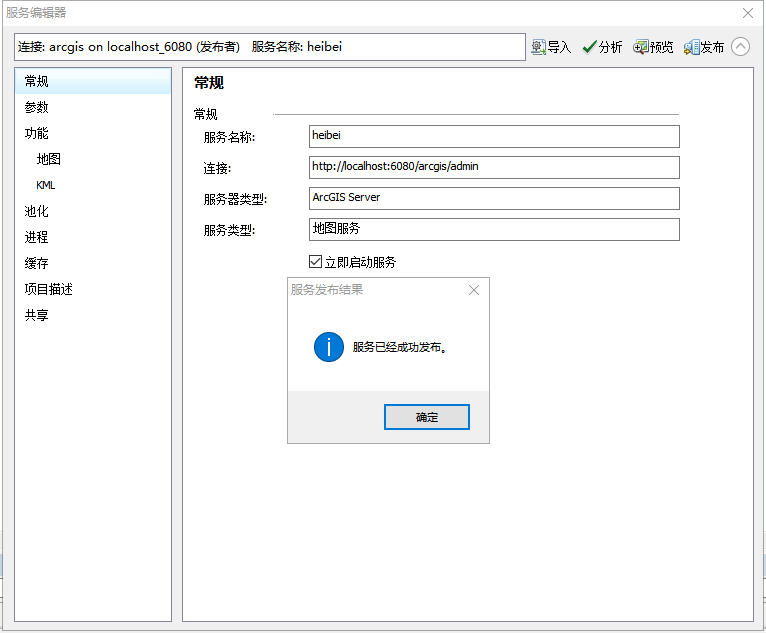 服务编辑器
连接: arcgis on localhost_6080 (发布者) 服务名称: heibei
导入 分析 预览 发布
常规
参数
功能
地图
KML
池化
进程
缓存
项目描述
共享
常规
常规
服务名称: heibei
连接: http://localhost:6080/arcgis/admin
服务器类型: ArcGIS Server
服务类型: 地图服务
立即启动服务
服务发布结果
服务已经成功发布。
确定